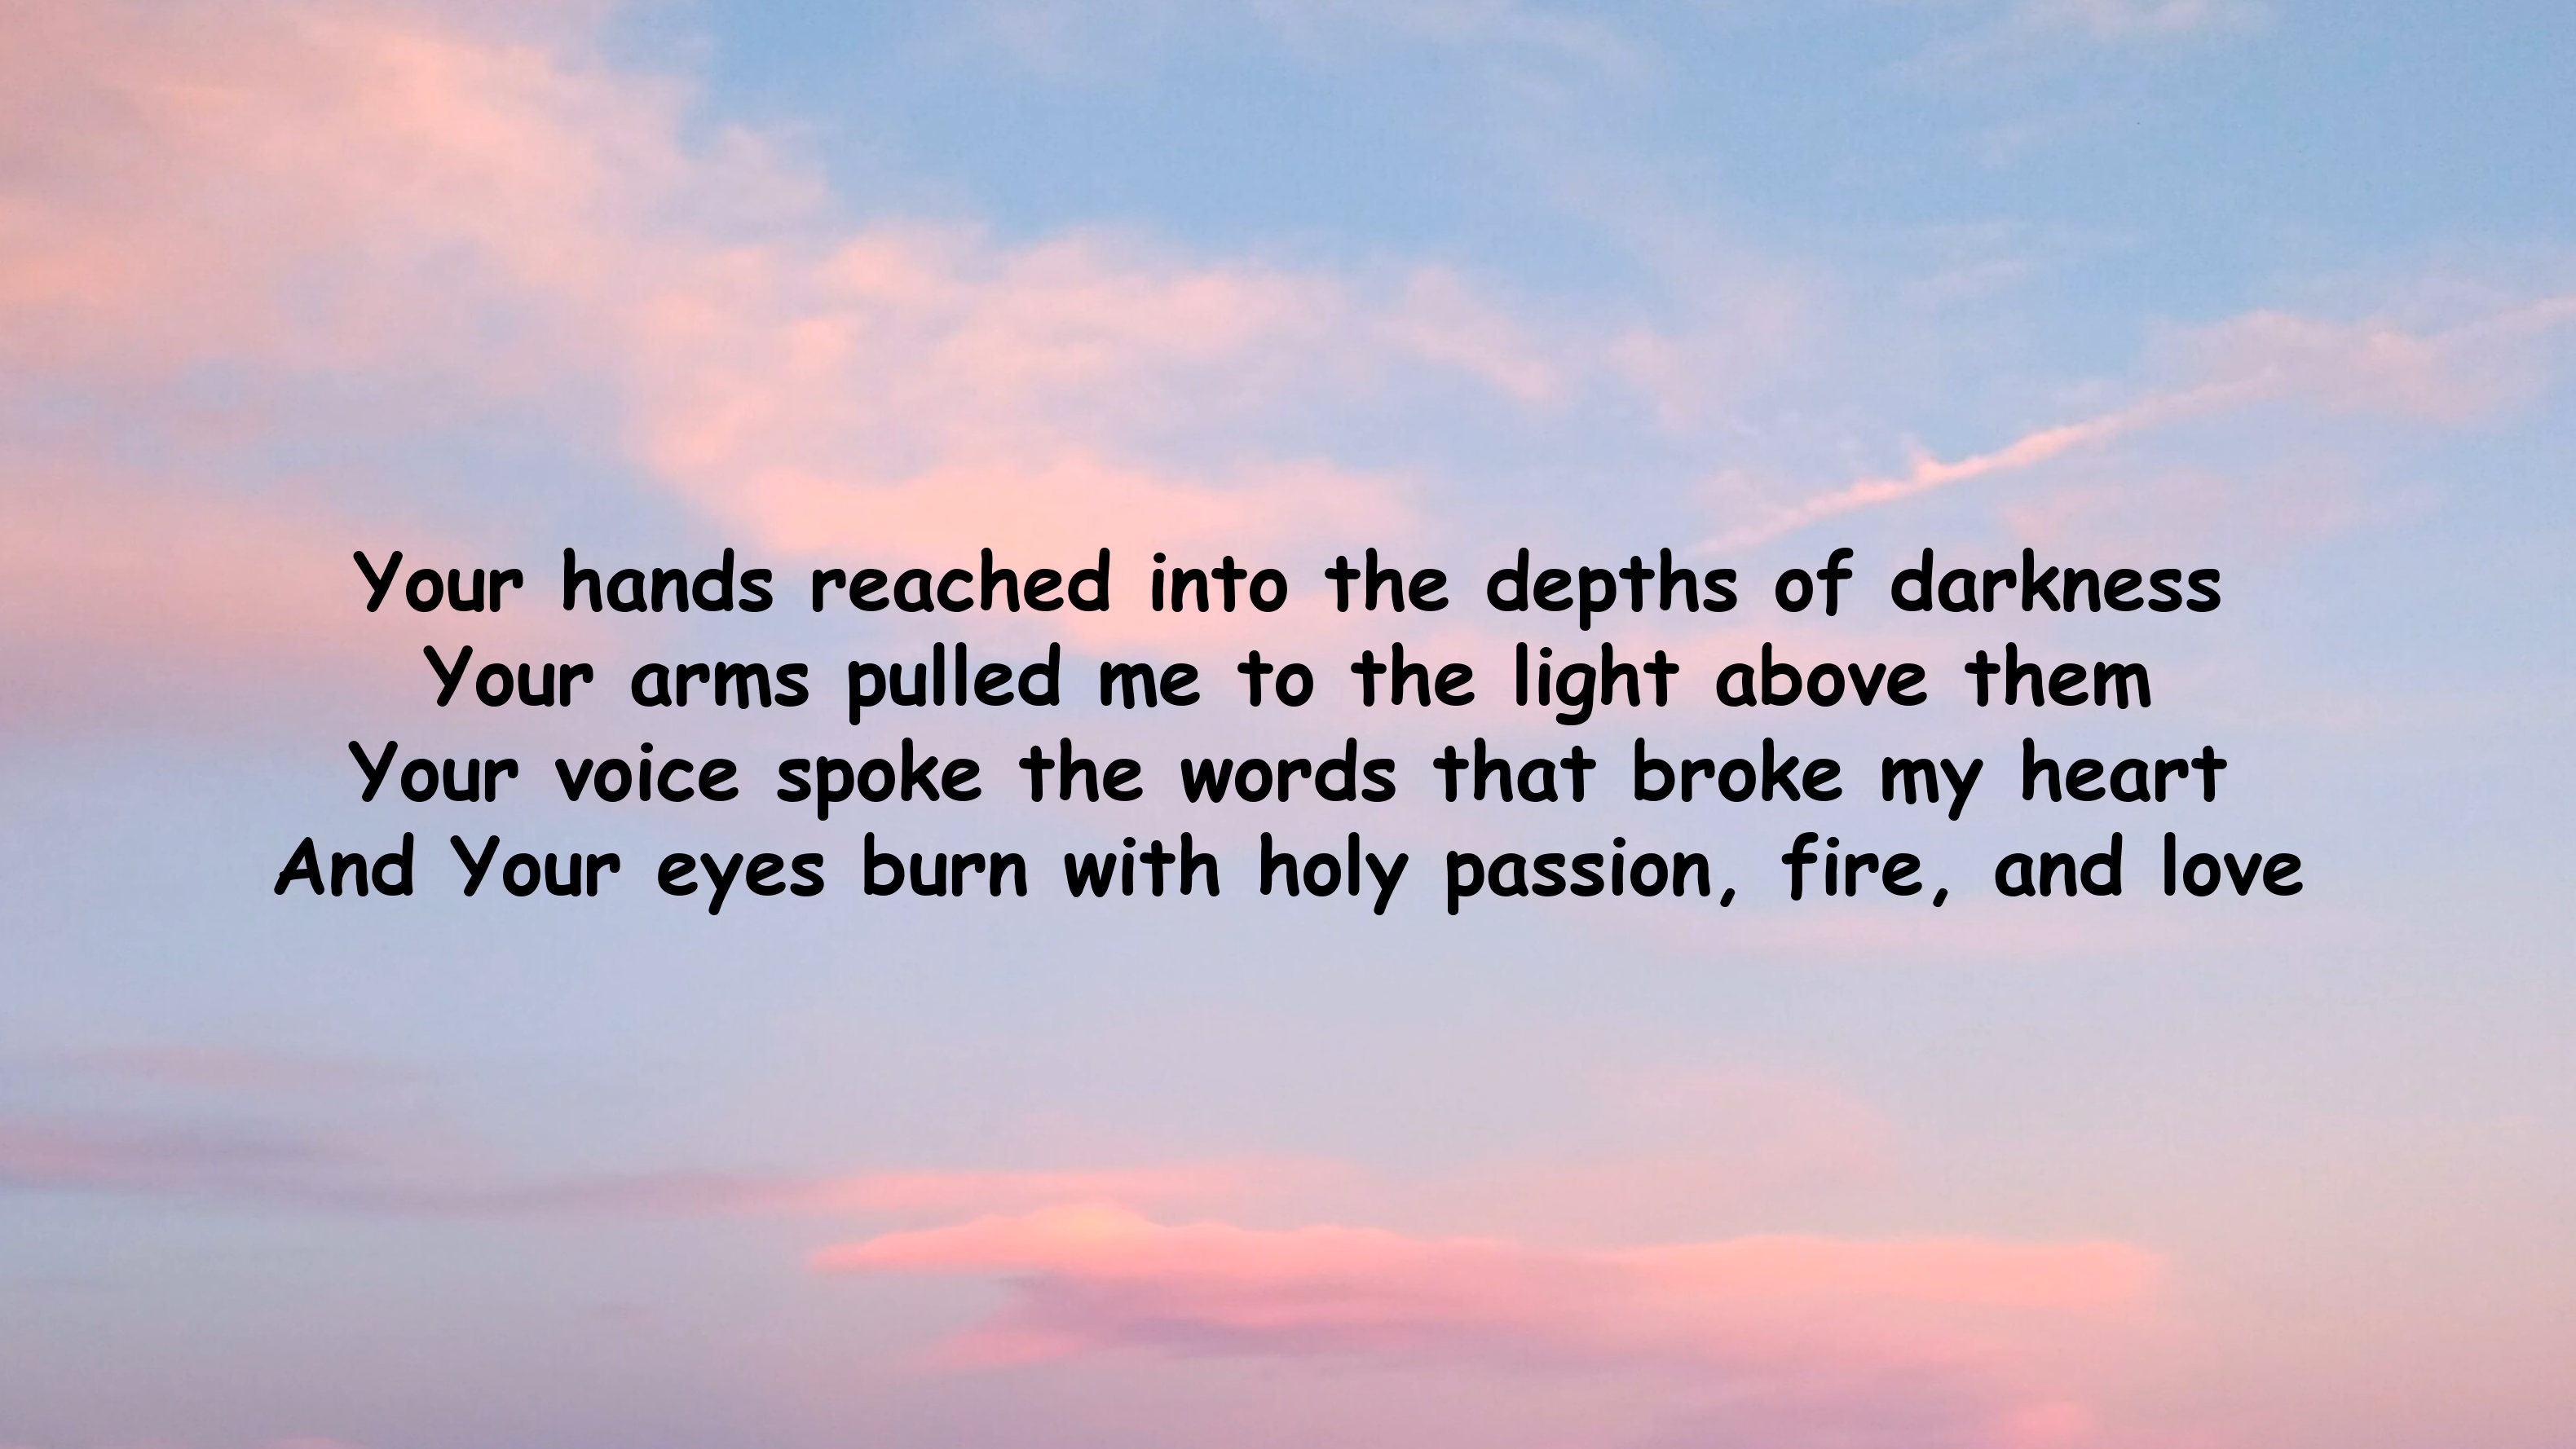 Your hands reached into the depths of darkness
Your arms pulled me to the light above them
Your voice spoke the words that broke my heart
And Your eyes burn with holy passion, fire, and love